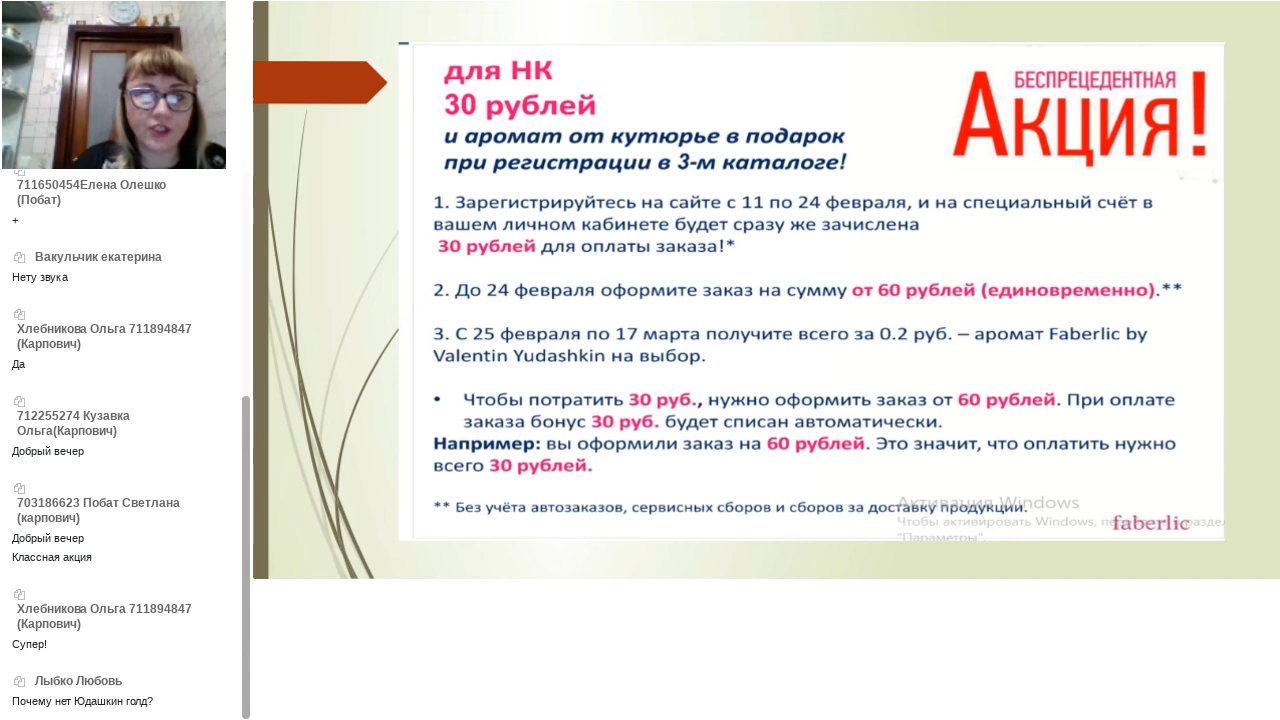 711650454Елена Олешко
(Побат)
+
Вакульчик екатерина
Нету звука
Хлебникова Ольга 711894847
(Карпович)
Да
712255274 Кузавка
Ольга(Карпович)
Добрый вечер
703186623 Побат Светлана
(карпович)
Добрый вечер
Классная акция
Хлебникова Ольга 711894847
(Карпович)
Супер!
Лыбко Любовь
Почему нет Юдашкин голд?
для НК
30 рублей
и аромат от кутюрье в подарок
при регистрации в 3-м каталоге!
БЕСПРЕЦЕДЕНТНАЯ
АКЦИЯ!
1. Зарегистрируйтесь на сайте с 11 по 24 февраля, и на специальный счёт в
вашем личном кабинете будет сразу же зачислена
30 рублей для оплаты заказа!*
2. До 24 февраля оформите заказ на сумму от 60 рублей (единовременно).**
3. С 25 февраля по 17 марта получите всего за 0.2 руб. – аромат Faberlic by
Valentin Yudashkin на выбор.
• Чтобы потратить 30 руб., нужно оформить заказ от 60 рублей. При оплате
заказа бонус 30 руб. будет списан автоматически.
Например: вы оформили заказ на 60 рублей. Это значит, что оплатить нужно
всего 30 рублей.
** Без учёта автозаказов, сервисных сборов и сборов за доставку продукции.
Активация Windows
Чтобы активировать Windows,
"Параметры".
faberlic